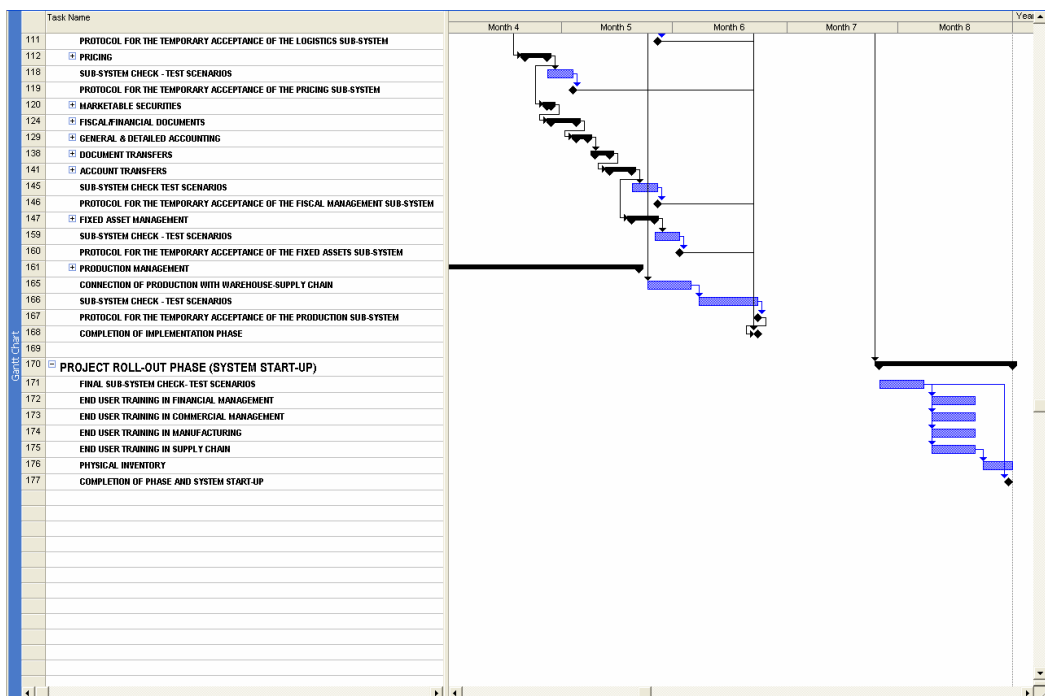 Task Name
Year
Month 4 Month 5 Month 6 Month 7 Month 8
111 PROTOCOL FOR THE TEMPORARY ACCEPTANCE OF THE LOGISTICS SUB-SYSTEM
112 PRICING
118 SUB-SYSTEM CHECK - TEST SCENARIOS
119 PROTOCOL FOR THE TEMPORARY ACCEPTANCE OF THE PRICING SUB-SYSTEM
120 MARKETABLE SECURITIES
124 FISCAL/FINANCIAL DOCUMENTS
129 GENERAL & DETAILED ACCOUNTING
138 DOCUMENT TRANSFERS
141 ACCOUNT TRANSFERS
145 SUB-SYSTEM CHECK TEST SCENARIOS
146 PROTOCOL FOR THE TEMPORARY ACCEPTANCE OF THE FISCAL MANAGEMENT SUB-SYSTEM
147 FIXED ASSET MANAGEMENT
159 SUB-SYSTEM CHECK - TEST SCENARIOS
160 PROTOCOL FOR THE TEMPORARY ACCEPTANCE OF THE FIXED ASSETS SUB-SYSTEM
161 PRODUCTION MANAGEMENT
165 CONNECTION OF PRODUCTION WITH WAREHOUSE-SUPPLY CHAIN
166 SUB-SYSTEM CHECK - TEST SCENARIOS
167 PROTOCOL FOR THE TEMPORARY ACCEPTANCE OF THE PRODUCTION SUB-SYSTEM
168 COMPLETION OF IMPLEMENTATION PHASE
169
170 PROJECT ROLL-OUT PHASE (SYSTEM START-UP)
171 FINAL SUB-SYSTEM CHECK- TEST SCENARIOS
172 END USER TRAINING IN FINANCIAL MANAGEMENT
173 END USER TRAINING IN COMMERCIAL MANAGEMENT
174 END USER TRAINING IN MANUFACTURING
175 END USER TRAINING IN SUPPLY CHAIN
176 PHYSICAL INVENTORY
177 COMPLETION OF PHASE AND SYSTEM START-UP
Gantt Chart